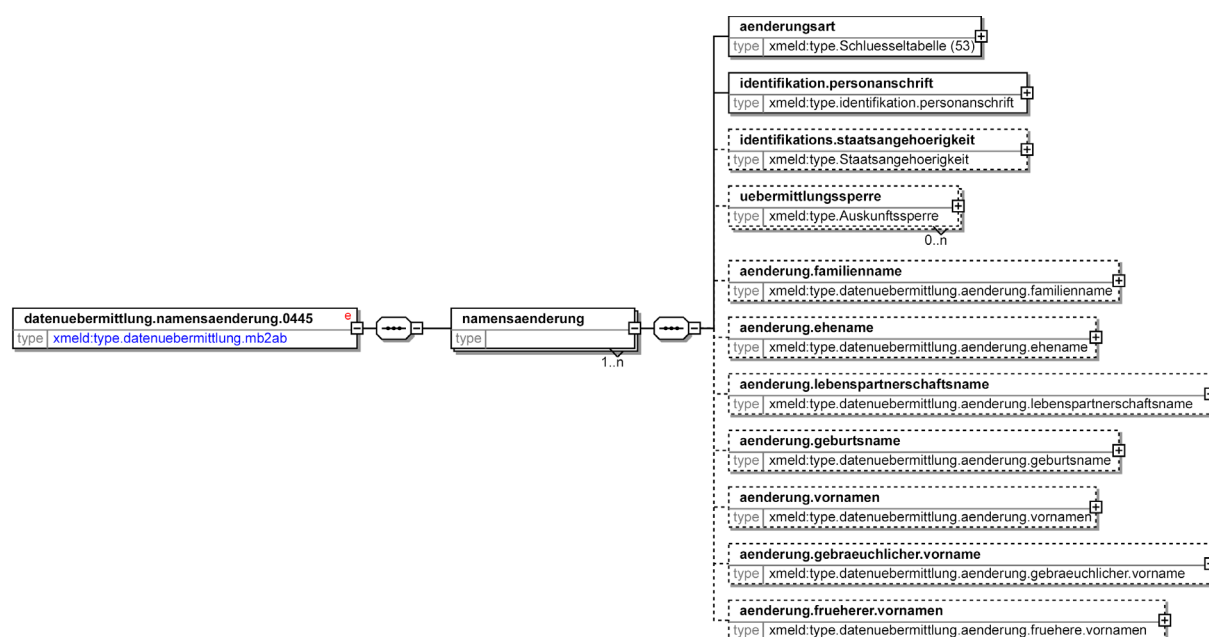 aenderungsart
type xmeld:type.Schluesseltabelle (53)
identifikation.personanschrift
type xmeld:type.identifikation.personanschrift
identifikations.staatsangehoerigkeit
type xmeld:type.Staatsangehoerigkeit
uebermittlungssperre
type xmeld:type.Auskunftssperre
0..n
aenderung.familienname
type xmeld:type.datenuebermittlung.aenderung.familienname
datenuebermittlung.namensaenderung.0445 e
type xmeld:type.datenuebermittlung.mb2ab
namensaenderung
type
1..n
aenderung.ehename
type xmeld:type.datenuebermittlung.aenderung.ehename
aenderung.lebenspartnerschaftsname
type xmeld:type.datenuebermittlung.aenderung.lebenspartnerschaftsname
aenderung.geburtsname
type xmeld:type.datenuebermittlung.aenderung.geburtsname
aenderung.vornamen
type xmeld:type.datenuebermittlung.aenderung.vornamen
aenderung.gebraeuchlicher.vorname
type xmeld:type.datenuebermittlung.aenderung.gebraeuchlicher.vorname
aenderung.frueherer.vornamen
type xmeld:type.datenuebermittlung.aenderung.fruehere.vornamen